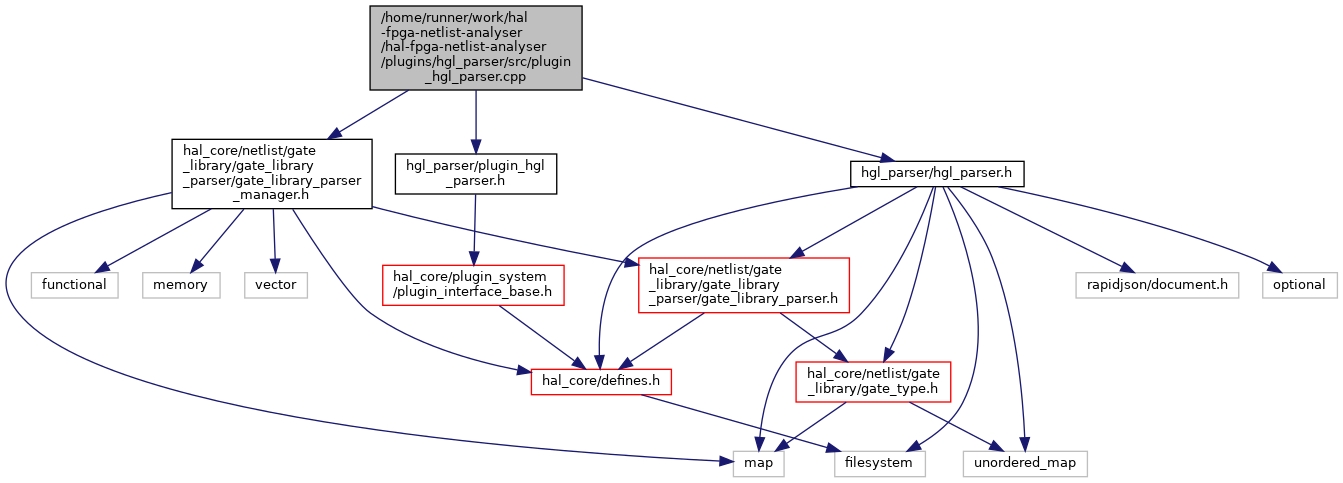 /home/runner/work/hal
-fpga-netlist-analyser
/hal-fpga-netlist-analyser
/plugins/hgl_parser/src/plugin
_hgl_parser.cpp
hal_core/netlist/gate
_library/gate_library
_parser/gate_library_parser
_manager.h
hgl_parser/plugin_hgl
_parser.h
hgl_parser/hgl_parser.h
functional
memory
vector
hal_core/plugin_system
/plugin_interface_base.h
hal_core/netlist/gate
_library/gate_library
_parser/gate_library_parser.h
rapidjson/document.h
optional
hal_core/defines.h
hal_core/netlist/gate
_library/gate_type.h
map
filesystem
unordered_map